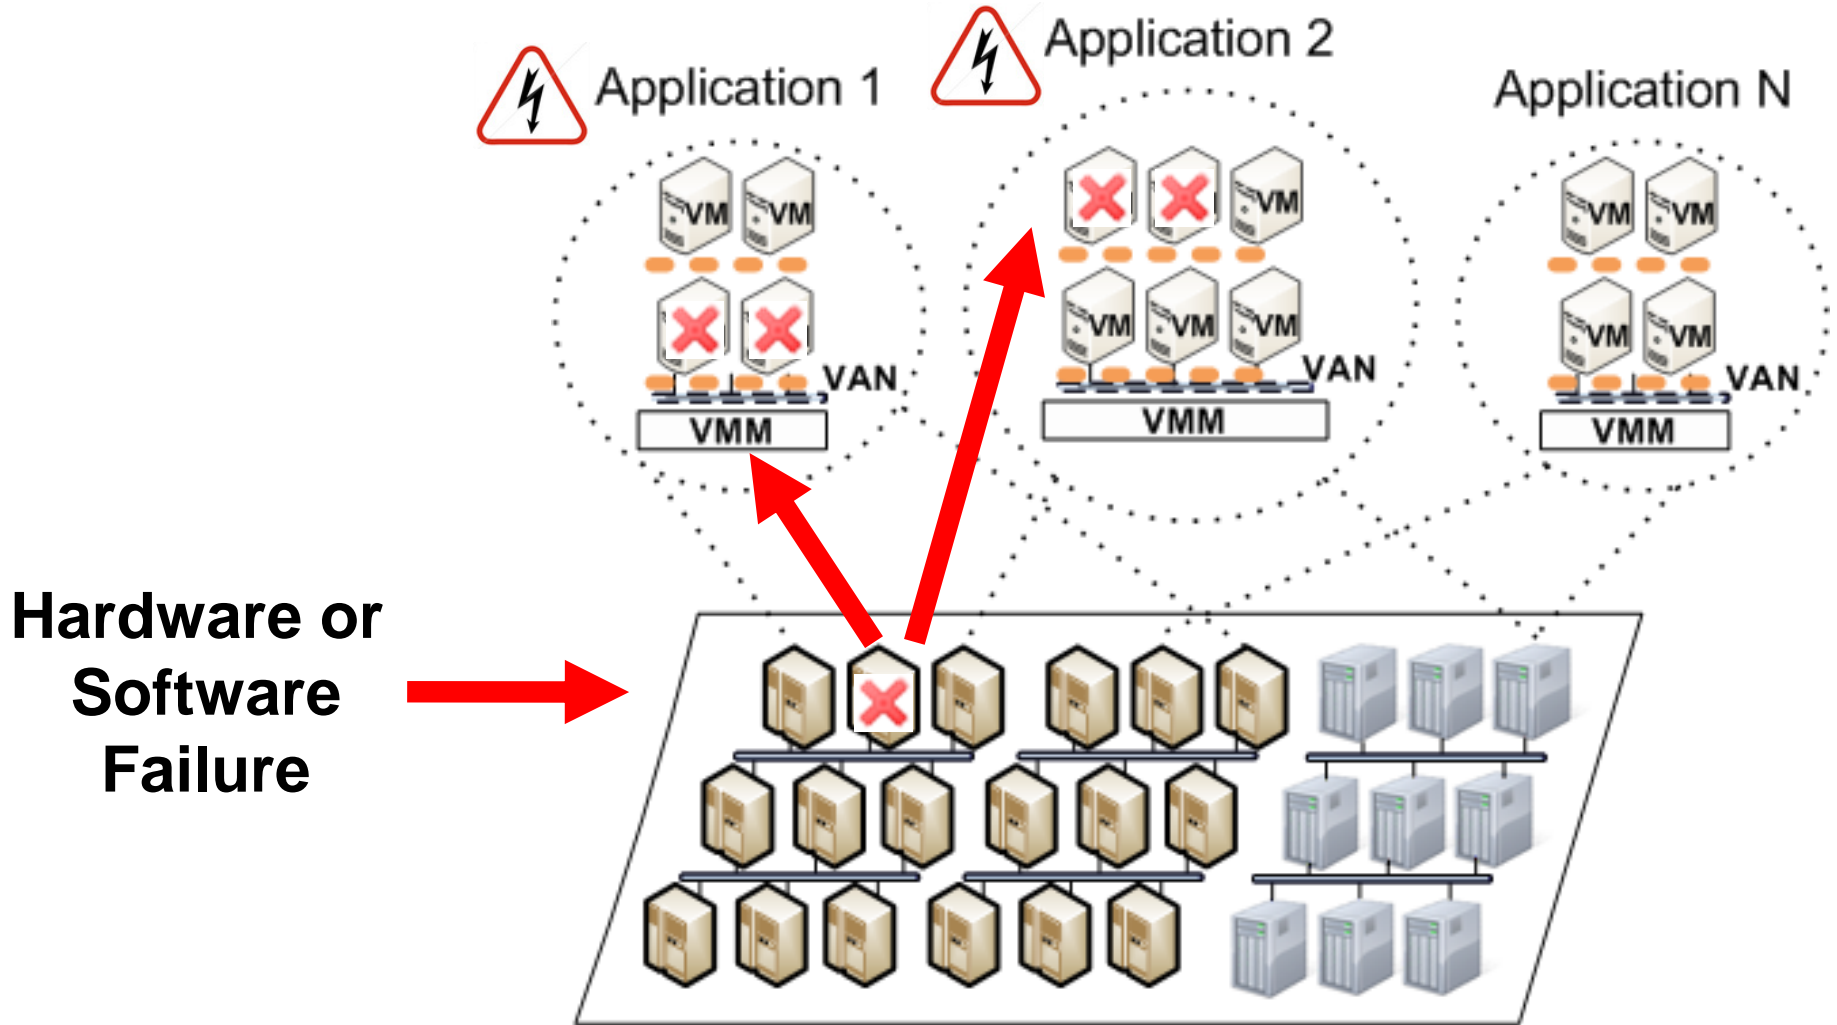 Application 1
Application 2
Application N
VM VM
VM
VM VM
VM VM VM
VM VM
VAN
VAN
VAN
VMM
VMM
VMM
Hardware or
Software
Failure